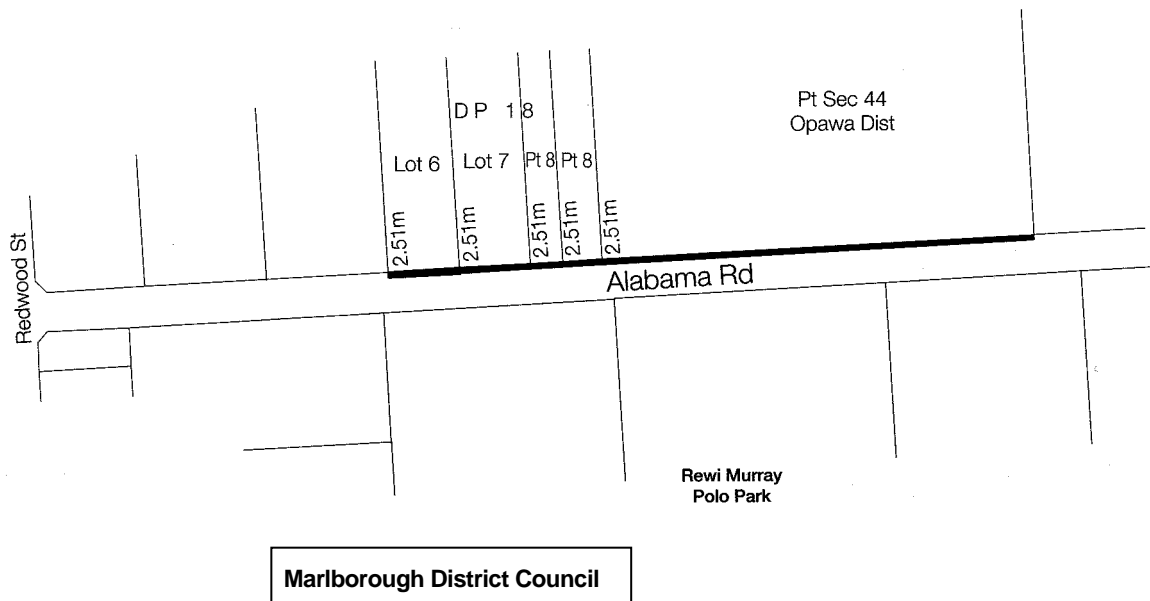 D P 1 8
Pt Sec 44
Opawa Dist
Lot 6
Lot 7
Pt 8
Pt 8
2.51m
2.51m
2.51m
2.51m
2.51m
Redwood St
Alabama Rd
Rewi Murray
Polo Park
Marlborough District Council